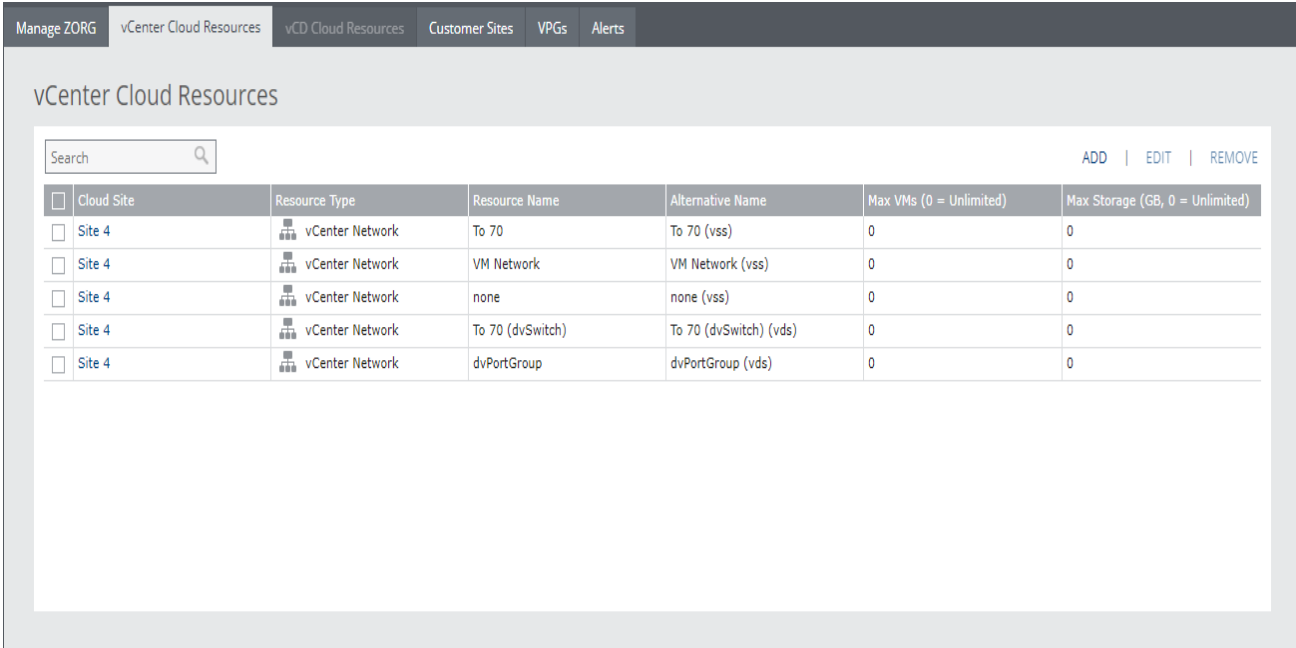 Manage ZORG vCenter Cloud Resources vCD Cloud Resources Customer Sites VPGs Alerts
vCenter Cloud Resources
Search ADD | EDIT | REMOVE
Cloud Site Resource Type Resource Name Alternative Name Max VMs (0 = Unlimited) Max Storage (GB, 0 = Unlimited)
Site 4 vCenter Network To 70 To 70 (vss) 0 0
Site 4 vCenter Network VM Network VM Network (vss) 0 0
Site 4 vCenter Network none none (vss) 0 0
Site 4 vCenter Network To 70 (dvSwitch) To 70 (dvSwitch) (vds) 0 0
Site 4 vCenter Network dvPortGroup dvPortGroup (vds) 0 0